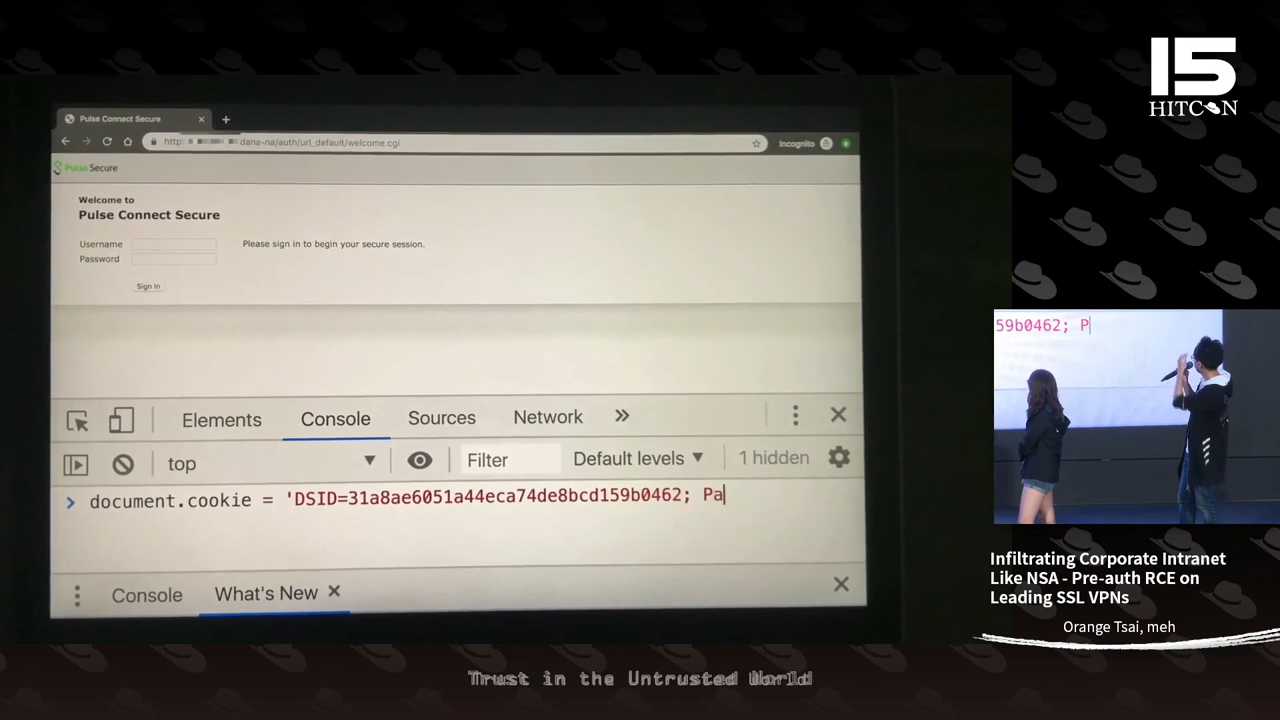 15
HITCON
Pulse Connect Secure
dana-na/auth/url_default/welcome.cgi
Incognito
Pulse Secure
Welcome to
Pulse Connect Secure
Username
Please sign in to begin your secure session.
Password
Sign In
59b0462; P
Elements
Console
Sources
Network
top
Filter
Default levels
1 hidden
document.cookie = 'DSID=31a8ae6051a44eca74de8bcd159b0462; Pa
Console
What's New
Infiltrating Corporate Intranet
Like NSA - Pre-auth RCE on
Leading SSL VPNs
Orange Tsai, meh
Trust in the Untrusted World